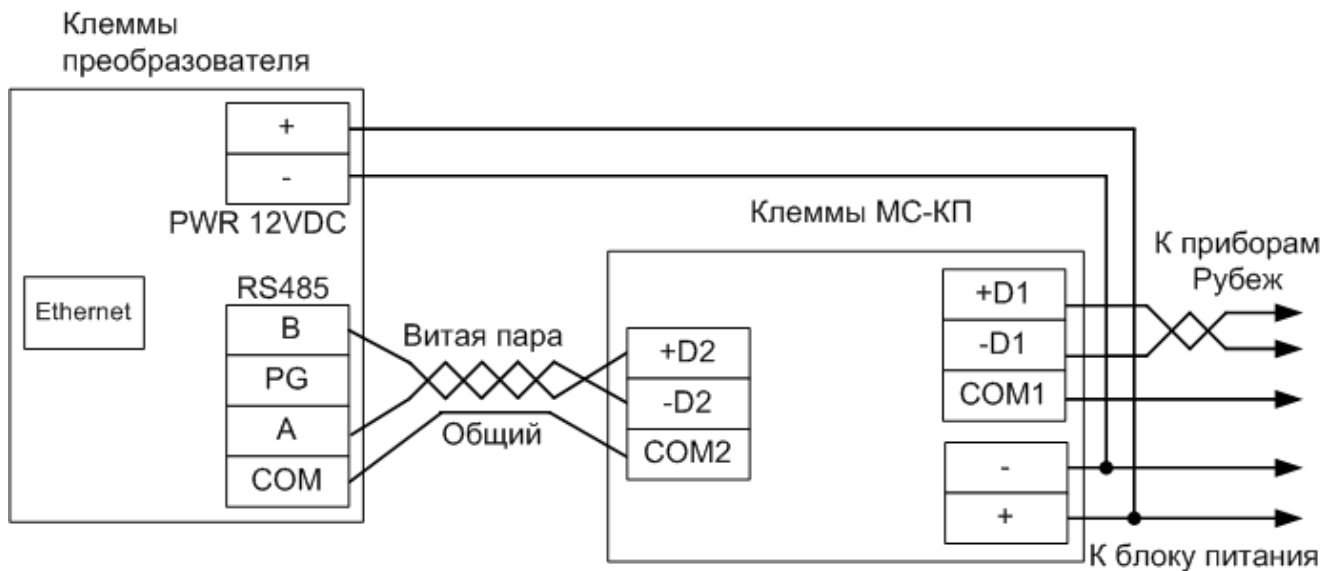 Клеммы
преобразователя
+
-
PWR 12VDC
Ethernet
RS485
B
PG
A
COM
Витая пара
Общий
Клеммы МС-КП
+D2
-D2
COM2
+D1
-D1
COM1
-
+
К приборам
Рубеж
К блоку питания